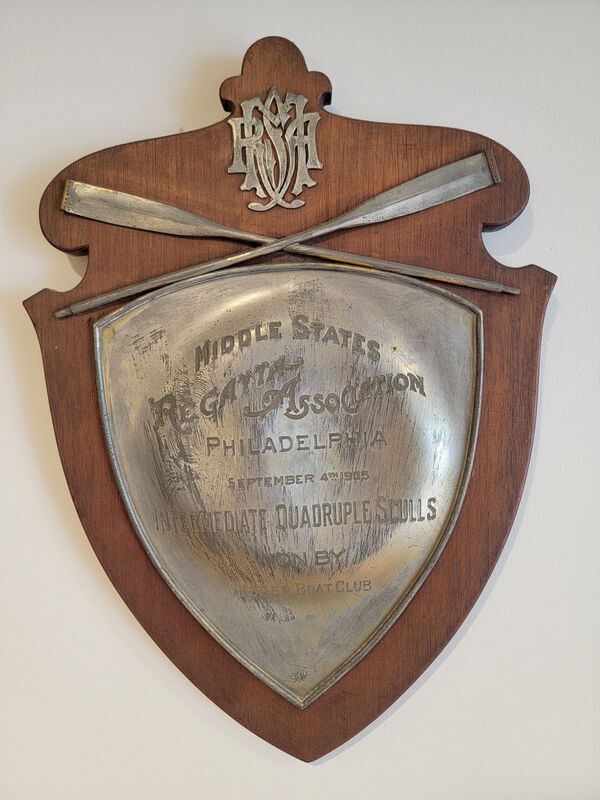 MIDDLE STATES
REGATTA ASSOCIATION
PHILADELPHIA
SEPTEMBER 4TH 1905
INTERMEDIATE QUADRUPLE SCULLS
WON BY
BOAT CLUB